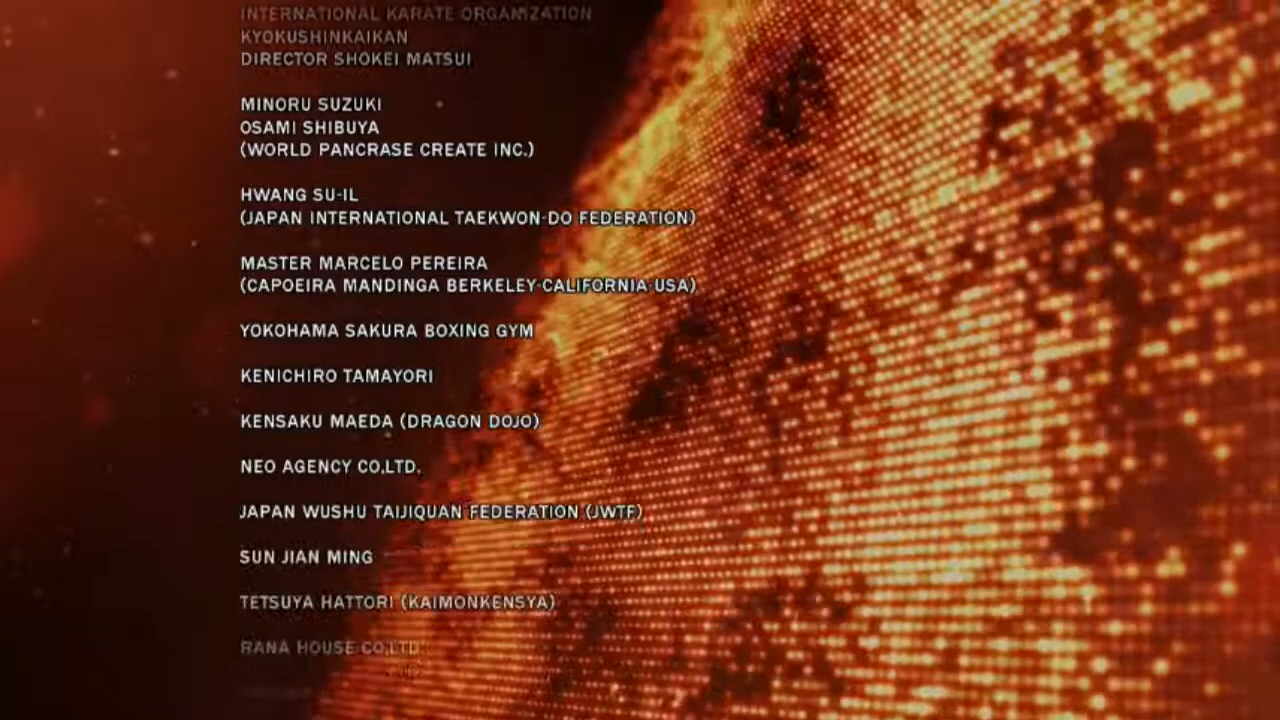 INTERNATIONAL KARATE ORGANIZATION
KYOKUSHINKAIKAN
DIRECTOR SHOKEI MATSUI
MINORU SUZUKI
OSAMI SHIBUYA
(WORLD PANCRASE CREATE INC.)
HWANG SU-IL
(JAPAN INTERNATIONAL TAEKWON-DO FEDERATION)
MASTER MARCELO PEREIRA
(CAPOEIRA MANDINGA BERKELEY-CALIFORNIA-USA)
YOKOHAMA SAKURA BOXING GYM
KENICHIRO TAMAYORI
KENSAKU MAEDA (DRAGON DOJO)
NEO AGENCY CO.LTD.
JAPAN WUSHU TAIJIQUAN FEDERATION (JWTF)
SUN JIAN MING
TETSUYA HATTORI (KAIMONKENSYA)
RANA HOUSE CO.LTD.